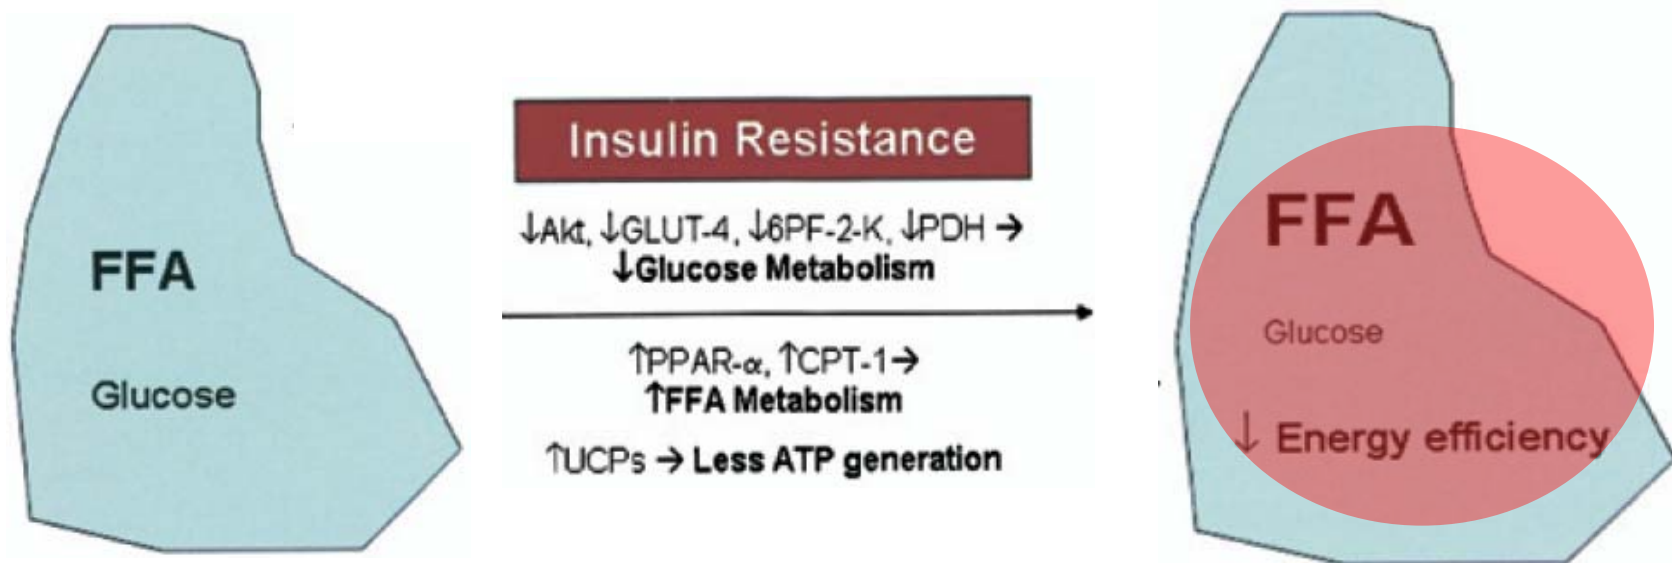 FFA
Glucose
Insulin Resistance
↓Akt, ↓GLUT-4, ↓6PF-2-K, ↓PDH →
↓Glucose Metabolism
↑PPAR-α, ↑CPT-1→
↑FFA Metabolism
↑UCPs → Less ATP generation
FFA
Glucose
↓ Energy efficiency